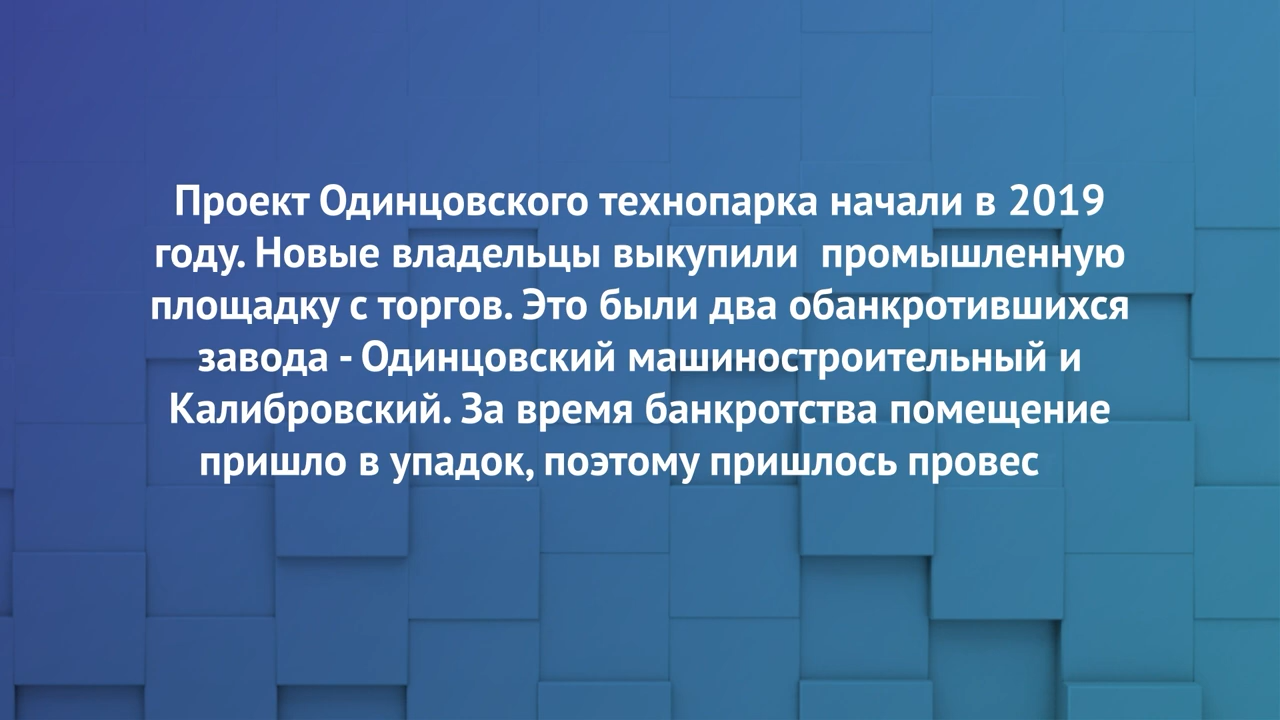 Проект Одинцовского технопарка начали в 2019
году. Новые владельцы выкупили  промышленную
площадку с торгов. Это были два обанкротившихся
завода - Одинцовский машиностроительный и
Калибровский. За время банкротства помещение
пришло в упадок, поэтому пришлось провес